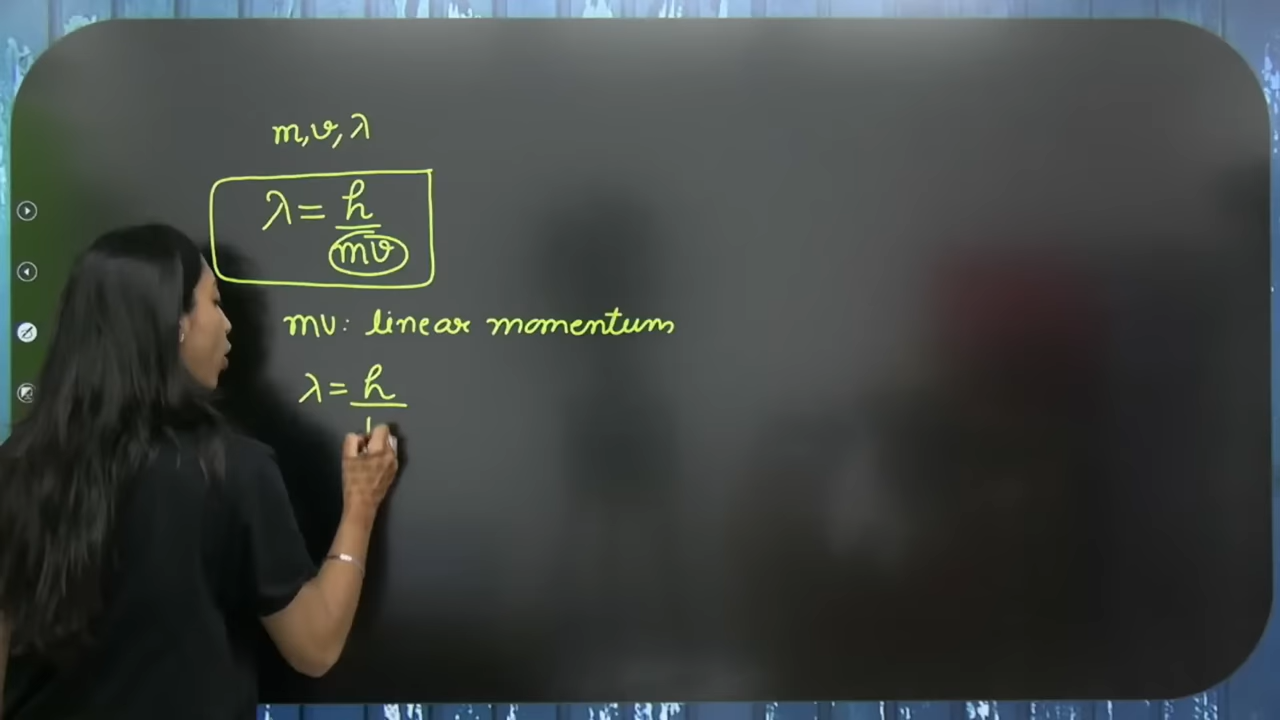 m, v, λ
λ = h
mv
mv: linear momentum
λ = h